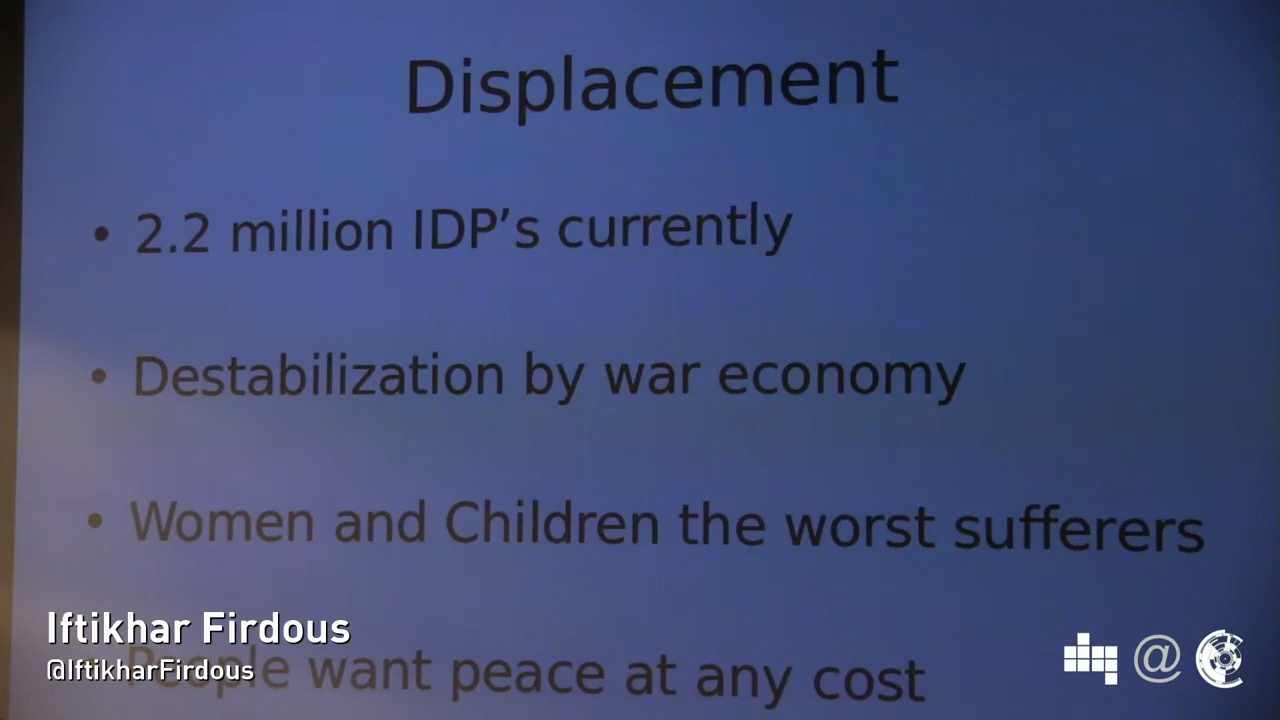 Displacement
• 2.2 million IDP’s currently
• Destabilization by war economy
• Women and Children the worst sufferers
People want peace at any cost
Iftikhar Firdous
@IftikharFirdous
@